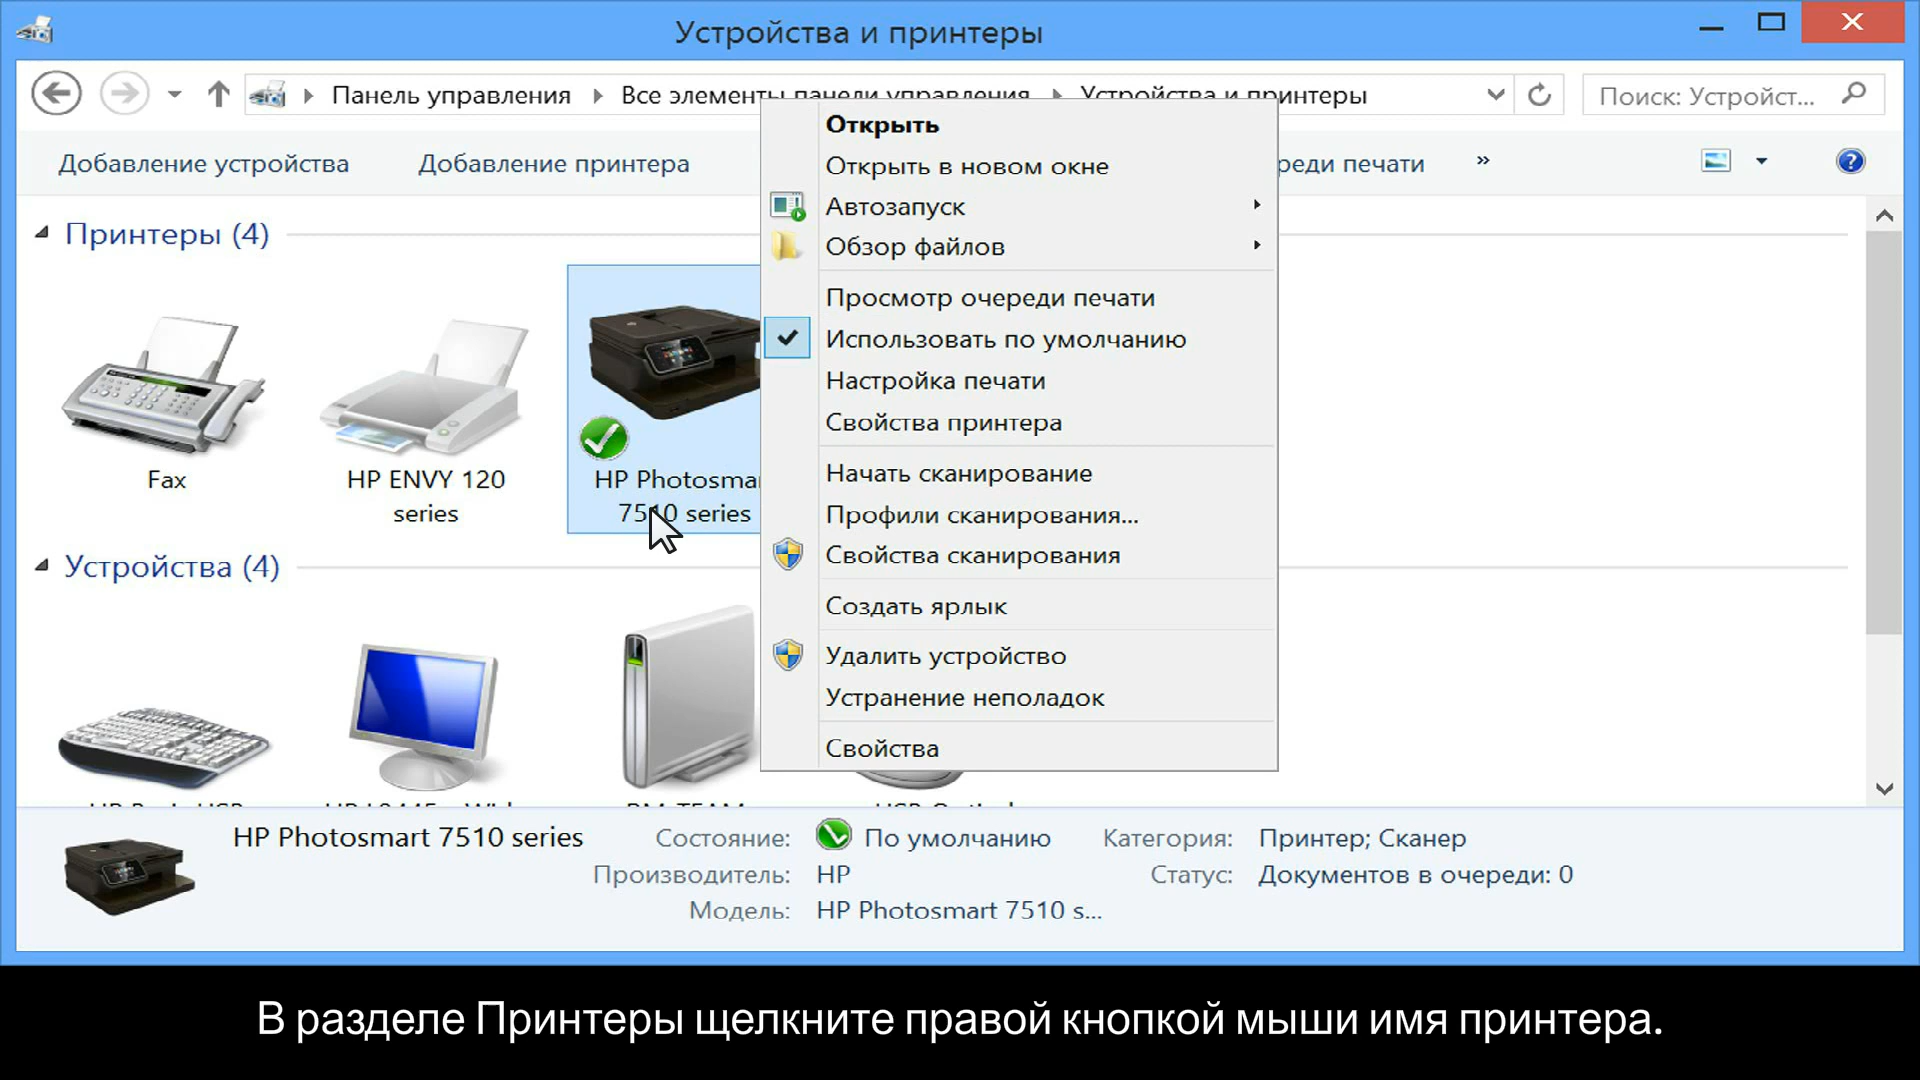 Устройства и принтеры
Панель управления
Все элементы панели управления
Устройства и принтеры
Поиск: Устройст...
Добавление устройства
Добавление принтера
реди печати
»
Принтеры (4)
Fax
HP ENVY 120
series
HP Photosmar
7510 series
Открыть
Открыть в новом окне
Автозапуск
Обзор файлов
Просмотр очереди печати
Использовать по умолчанию
Настройка печати
Свойства принтера
Начать сканирование
Профили сканирования...
Свойства сканирования
Создать ярлык
Удалить устройство
Устранение неполадок
Свойства
Устройства (4)
HP Photosmart 7510 series
Состояние: По умолчанию
Производитель: HP
Модель: HP Photosmart 7510 s...
Категория: Принтер; Сканер
Статус: Документов в очереди: 0
В разделе Принтеры щелкните правой кнопкой мыши имя принтера.